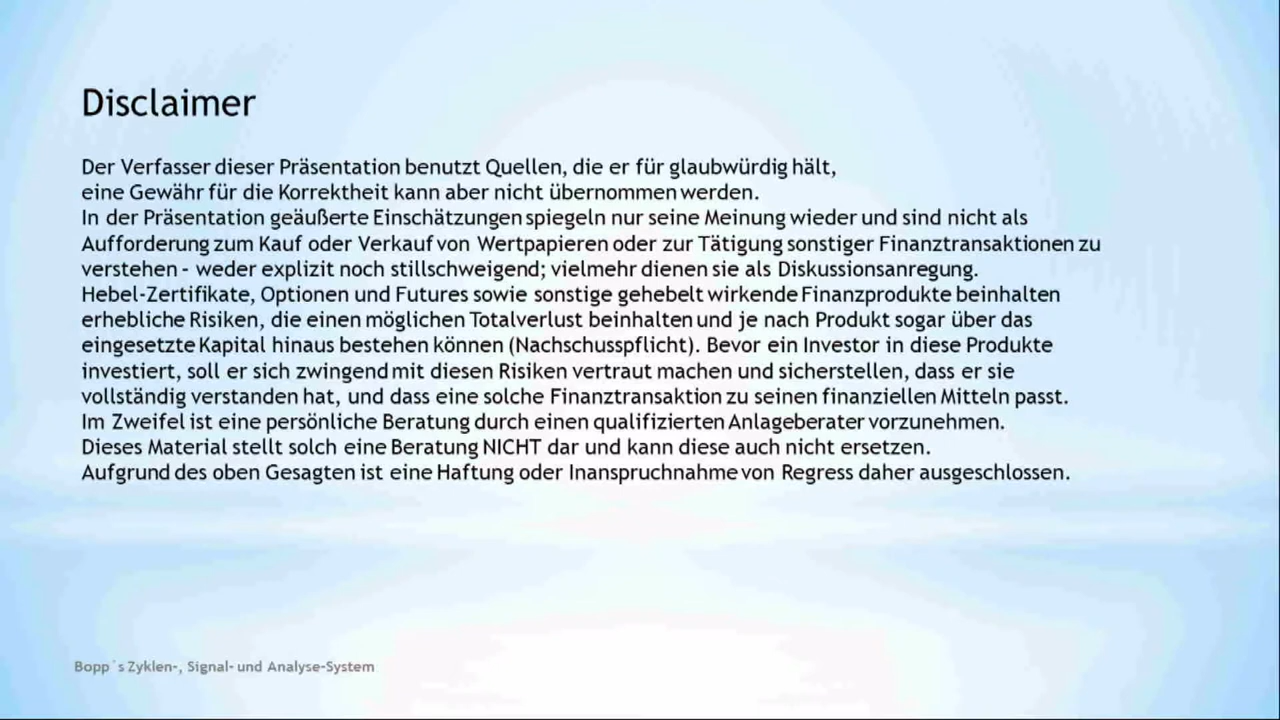 Disclaimer
Der Verfasser dieser Präsentation benutzt Quellen, die er für glaubwürdig hält,
eine Gewähr für die Korrektheit kann aber nicht übernommen werden.
In der Präsentation geäußerte Einschätzungen spiegeln nur seine Meinung wieder und sind nicht als
Aufforderung zum Kauf oder Verkauf von Wertpapieren oder zur Tätigung sonstiger Finanztransaktionen zu
verstehen - weder explizit noch stillschweigend; vielmehr dienen sie als Diskussionsanregung.
Hebel-Zertifikate, Optionen und Futures sowie sonstige gehebelt wirkende Finanzprodukte beinhalten
erhebliche Risiken, die einen möglichen Totalverlust beinhalten und je nach Produkt sogar über das
eingesetzte Kapital hinaus bestehen können (Nachschusspflicht). Bevor ein Investor in diese Produkte
investiert, soll er sich zwingend mit diesen Risiken vertraut machen und sicherstellen, dass er sie
vollständig verstanden hat, und dass eine solche Finanztransaktion zu seinen finanziellen Mitteln passt.
Im Zweifel ist eine persönliche Beratung durch einen qualifizierten Anlageberater vorzunehmen.
Dieses Material stellt solch eine Beratung NICHT dar und kann diese auch nicht ersetzen.
Aufgrund des oben Gesagten ist eine Haftung oder Inanspruchnahme von Regress daher ausgeschlossen.
Bopp´s Zyklen-, Signal- und Analyse-System